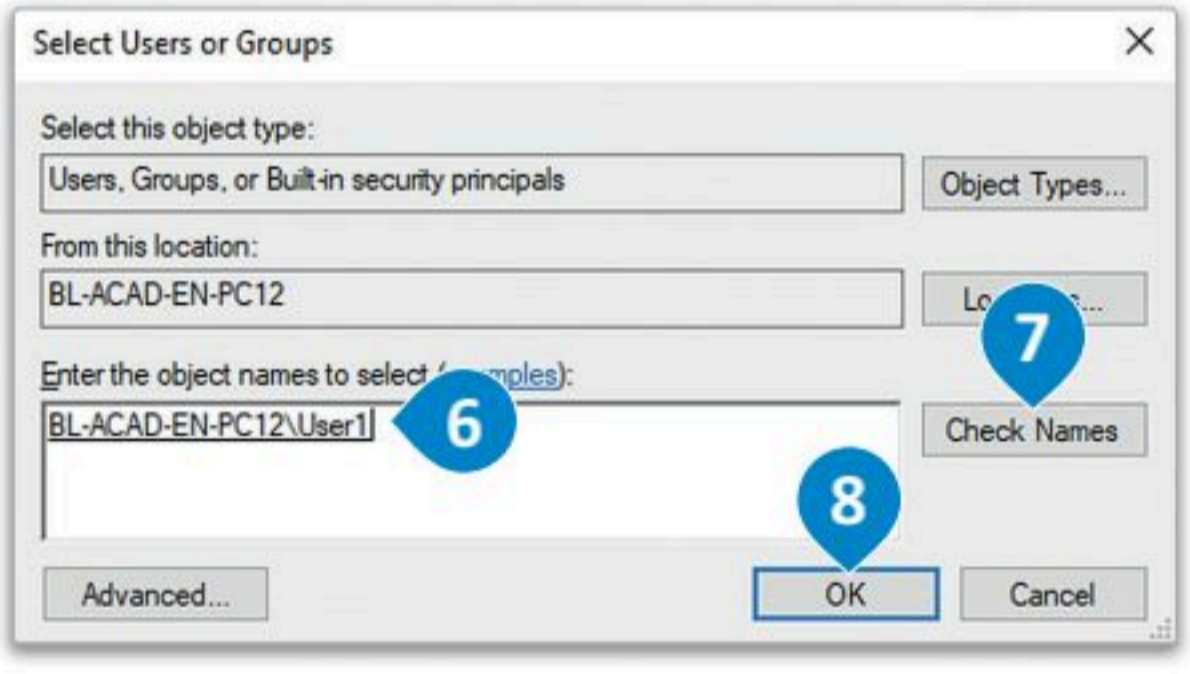 Select Users or Groups
Select this object type:
Users, Groups, or Built-in security principals
Object Types...
From this location:
BL-ACAD-EN-PC12
7
Enter the object names to select
BL-ACAD-EN-PC12\User1
6
Check Names
8
Advanced...
OK
Cancel